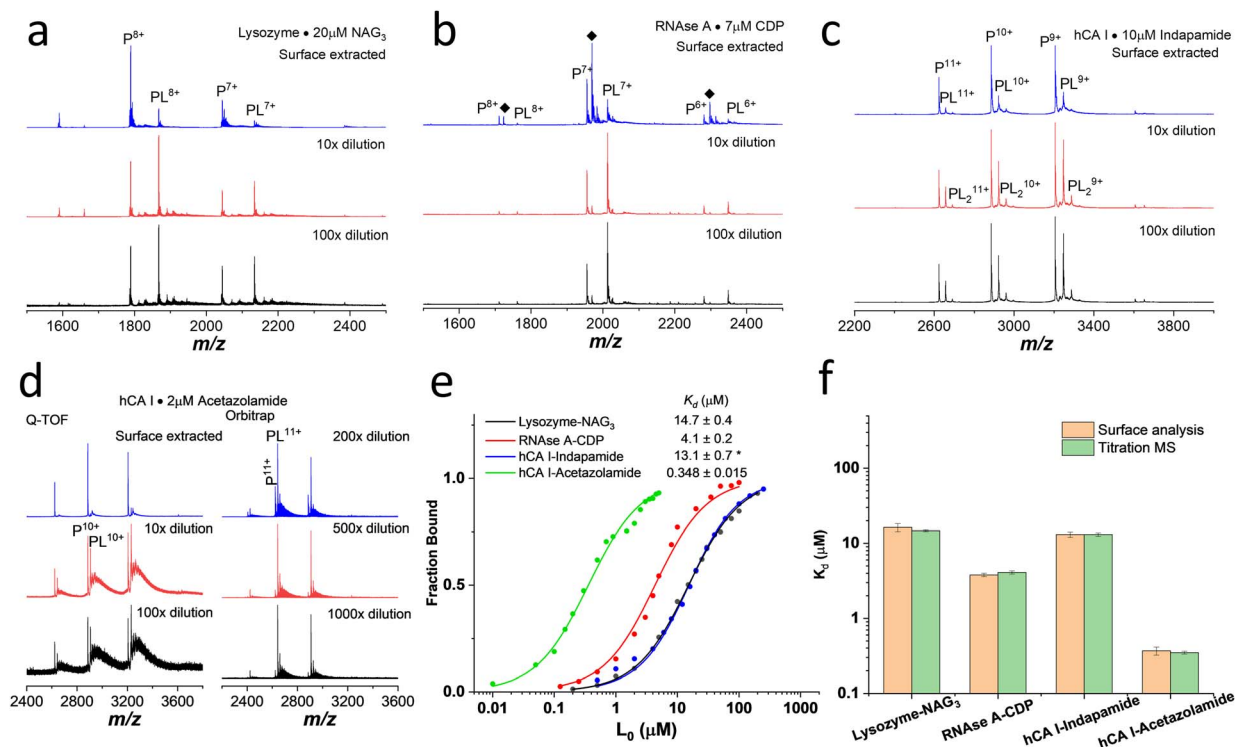 a
Lysozyme • 20μM NAG₃
Surface extracted
P⁸⁺
PL⁸⁺
P⁷⁺
PL⁷⁺
10x dilution
100x dilution
1600 1800 2000 2200 2400
m/z
b
RNAse A • 7μM CDP
Surface extracted
P⁸⁺ ◆
PL⁸⁺
P⁷⁺
◆
PL⁷⁺
P⁶⁺
◆
PL⁶⁺
10x dilution
100x dilution
1600 1800 2000 2200 2400
m/z
c
hCA I • 10μM Indapamide
Surface extracted
P¹¹⁺
PL¹¹⁺
P¹⁰⁺
PL¹⁰⁺
P⁹⁺
PL⁹⁺
10x dilution
PL₂¹¹⁺
PL₂¹⁰⁺
PL₂⁹⁺
100x dilution
2200 2600 3000 3400 3800
m/z
d
hCA I • 2μM Acetazolamide
Q-TOF
Orbitrap
Surface extracted
10x dilution
P¹⁰⁺
PL¹⁰⁺
100x dilution
2400 2800 3200 3600
m/z
PL¹¹⁺
P¹¹⁺
200x dilution
500x dilution
1000x dilution
2400 2800 3200 3600
m/z
e
K_d (μM)
Lysozyme-NAG₃ 14.7 ± 0.4
RNAse A-CDP 4.1 ± 0.2
hCA I-Indapamide 13.1 ± 0.7 *
hCA I-Acetazolamide 0.348 ± 0.015
Fraction Bound
1.0
0.5
0.0
0.01 0.1 1 10 100 1000
L₀ (μM)
f
Surface analysis
Titration MS
K_d (μM)
100
10
1
0.1
Lysozyme-NAG₃
RNAse A-CDP
hCA I-Indapamide
hCA I-Acetazolamide